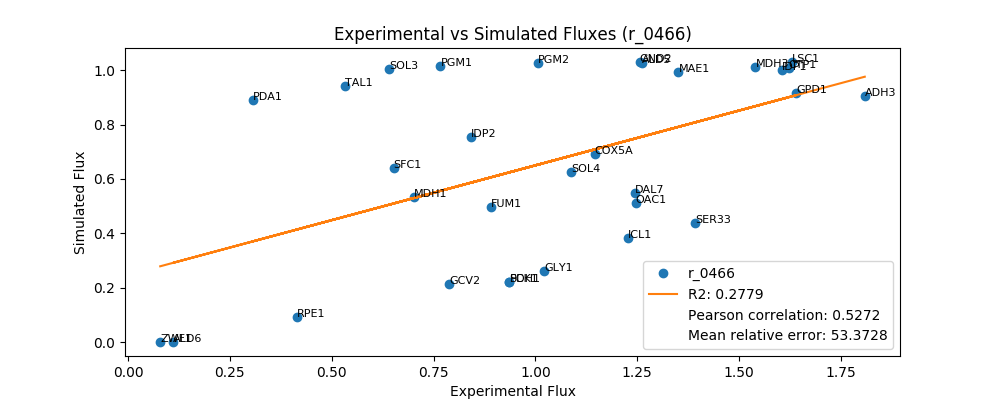 Experimental vs Simulated Fluxes (r_0466)
Simulated Flux
1.0
0.8
0.6
0.4
0.2
0.0
SOL3
PGM1
PGM2
MAE1
MDH3
LSC1
TAL1
PDA1
GPD1
ADH3
IDP2
COX5A
SFC1
SOL4
MDH1
DAL7
OAC1
FUM1
SER33
ICL1
GLY1
GCV2
RPE1
ZWF1
ALD6
r_0466
R2: 0.2779
Pearson correlation: 0.5272
Mean relative error: 53.3728
0.00 0.25 0.50 0.75 1.00 1.25 1.50 1.75
Experimental Flux